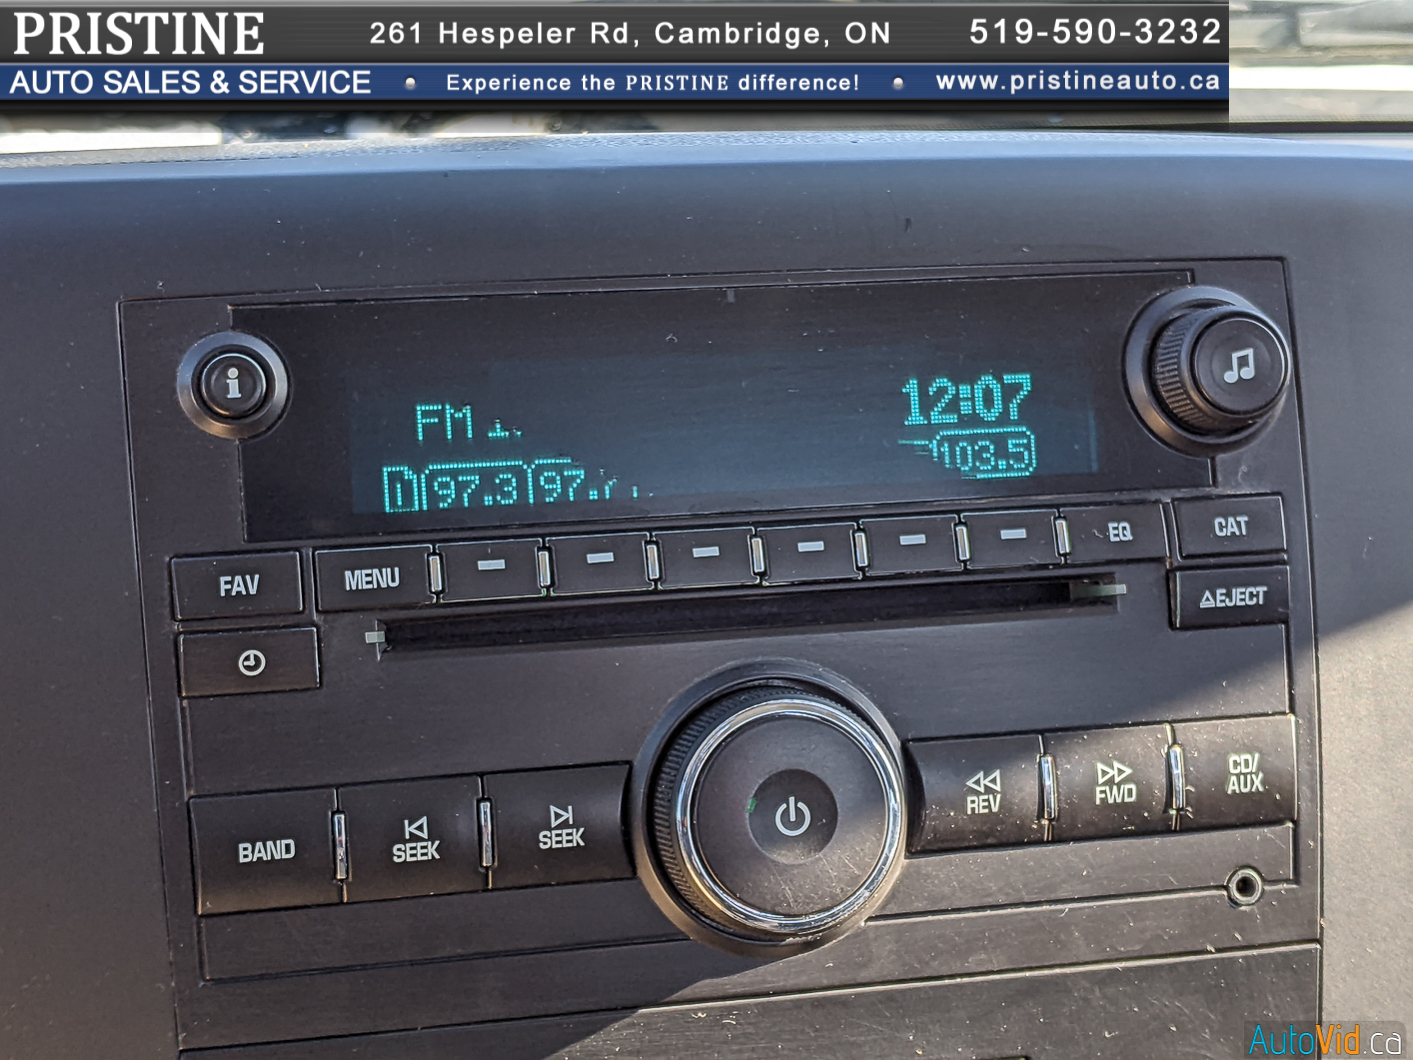 PRISTINE 261 Hespeler Rd, Cambridge, ON 519-590-3232
AUTO SALES & SERVICE • Experience the PRISTINE difference! • www.pristineauto.ca
i
FM
12:07
97.3 97.
103.5
FAV MENU EQ CAT
EJECT
BAND SEEK SEEK
REV FWD CD/
AUX
AutoVid.ca